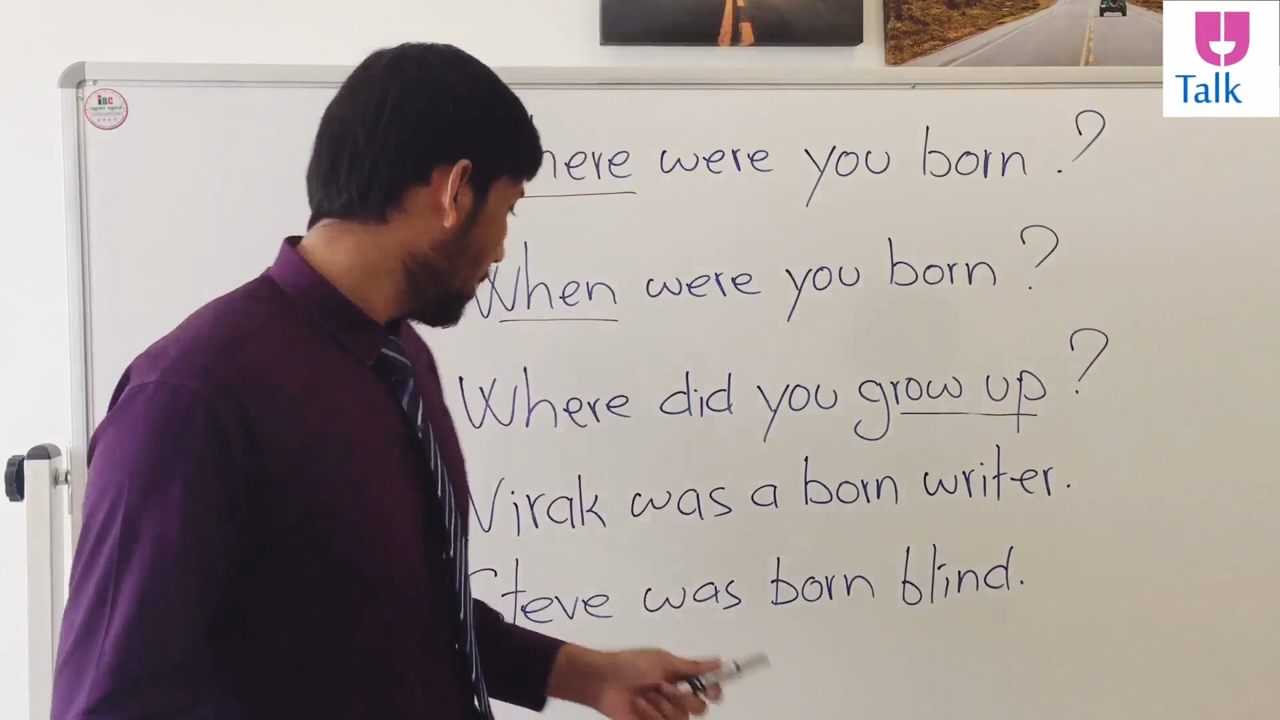 Talk
IBC
here were you born ?
When were you born ?
Where did you grow up ?
Virak was a born writer.
Steve was born blind.